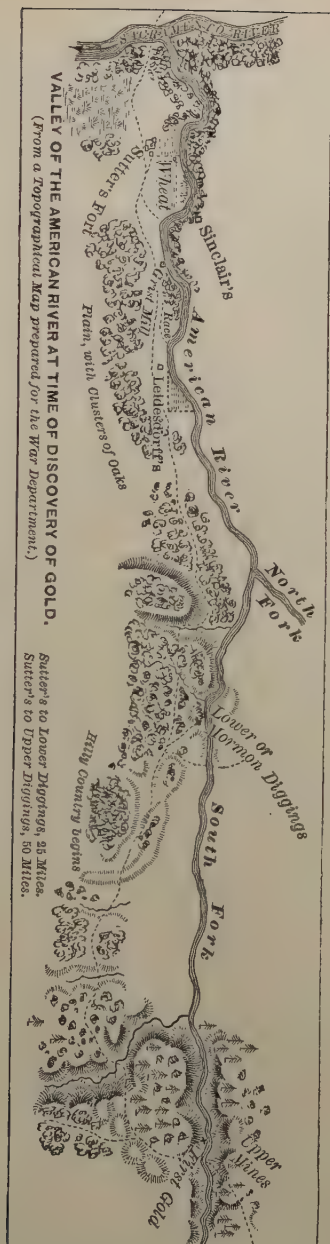 SACRAMENTO RIVER
Sutter's Fort
Wheat
Sinclair's
Grist Mill
Race
Leidesdorff's
American River
Plain, with Clusters of Oaks
North Fork
Lower or
Mormon Diggings
South Fork
Hilly Country begins
Upper
Mines
First Gold
VALLEY OF THE AMERICAN RIVER AT TIME OF DISCOVERY OF GOLD.
(From a Topographical Map prepared for the War Department.)
Sutter's to Lower Diggings, 25 Miles.
Sutter's to Upper Diggings, 50 Miles.